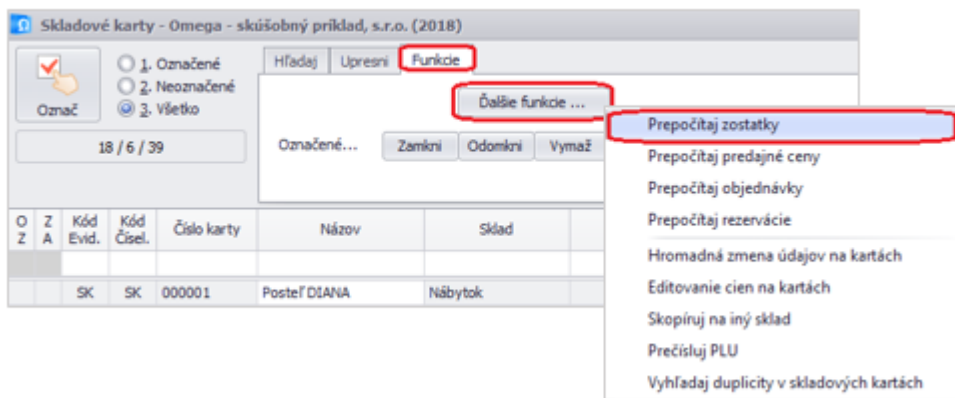 Skladové karty - Omega - skúšobný príklad, s.r.o. (2018)
Označ
1. Označené
2. Neoznačené
3. Všetko
18 / 6 / 39
Hľadaj Upresni Funkcie
Ďalšie funkcie ...
Označené... Zamkni Odomkni Vymaž
Prepočítaj zostatky
Prepočítaj predajné ceny
Prepočítaj objednávky
Prepočítaj rezervácie
Hromadná zmena údajov na kartách
Editovanie cien na kartách
Skopíruj na iný sklad
Prečísluj PLU
Vyhľadaj duplicity v skladových kartách
O Z Z A Kód Evid. Kód Čísel. Číslo karty Názov Sklad
SK SK 000001 Posteľ DIANA Nábytok